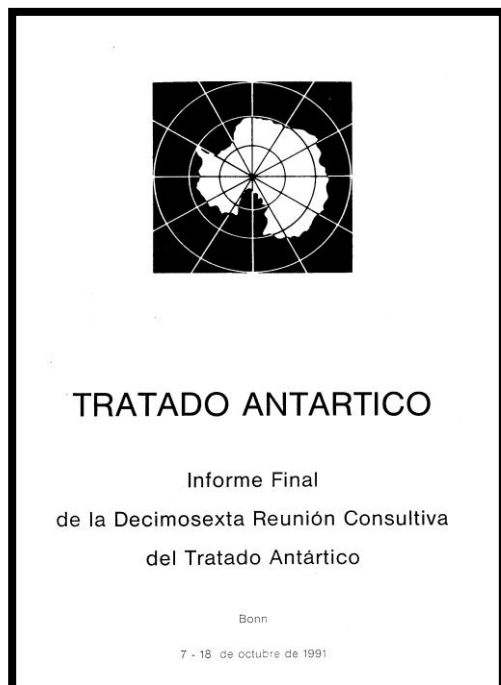 TRATADO ANTARTICO
Informe Final
de la Decimosexta Reunión Consultiva
del Tratado Antártico
Bonn
7 - 18 de octubre de 1991